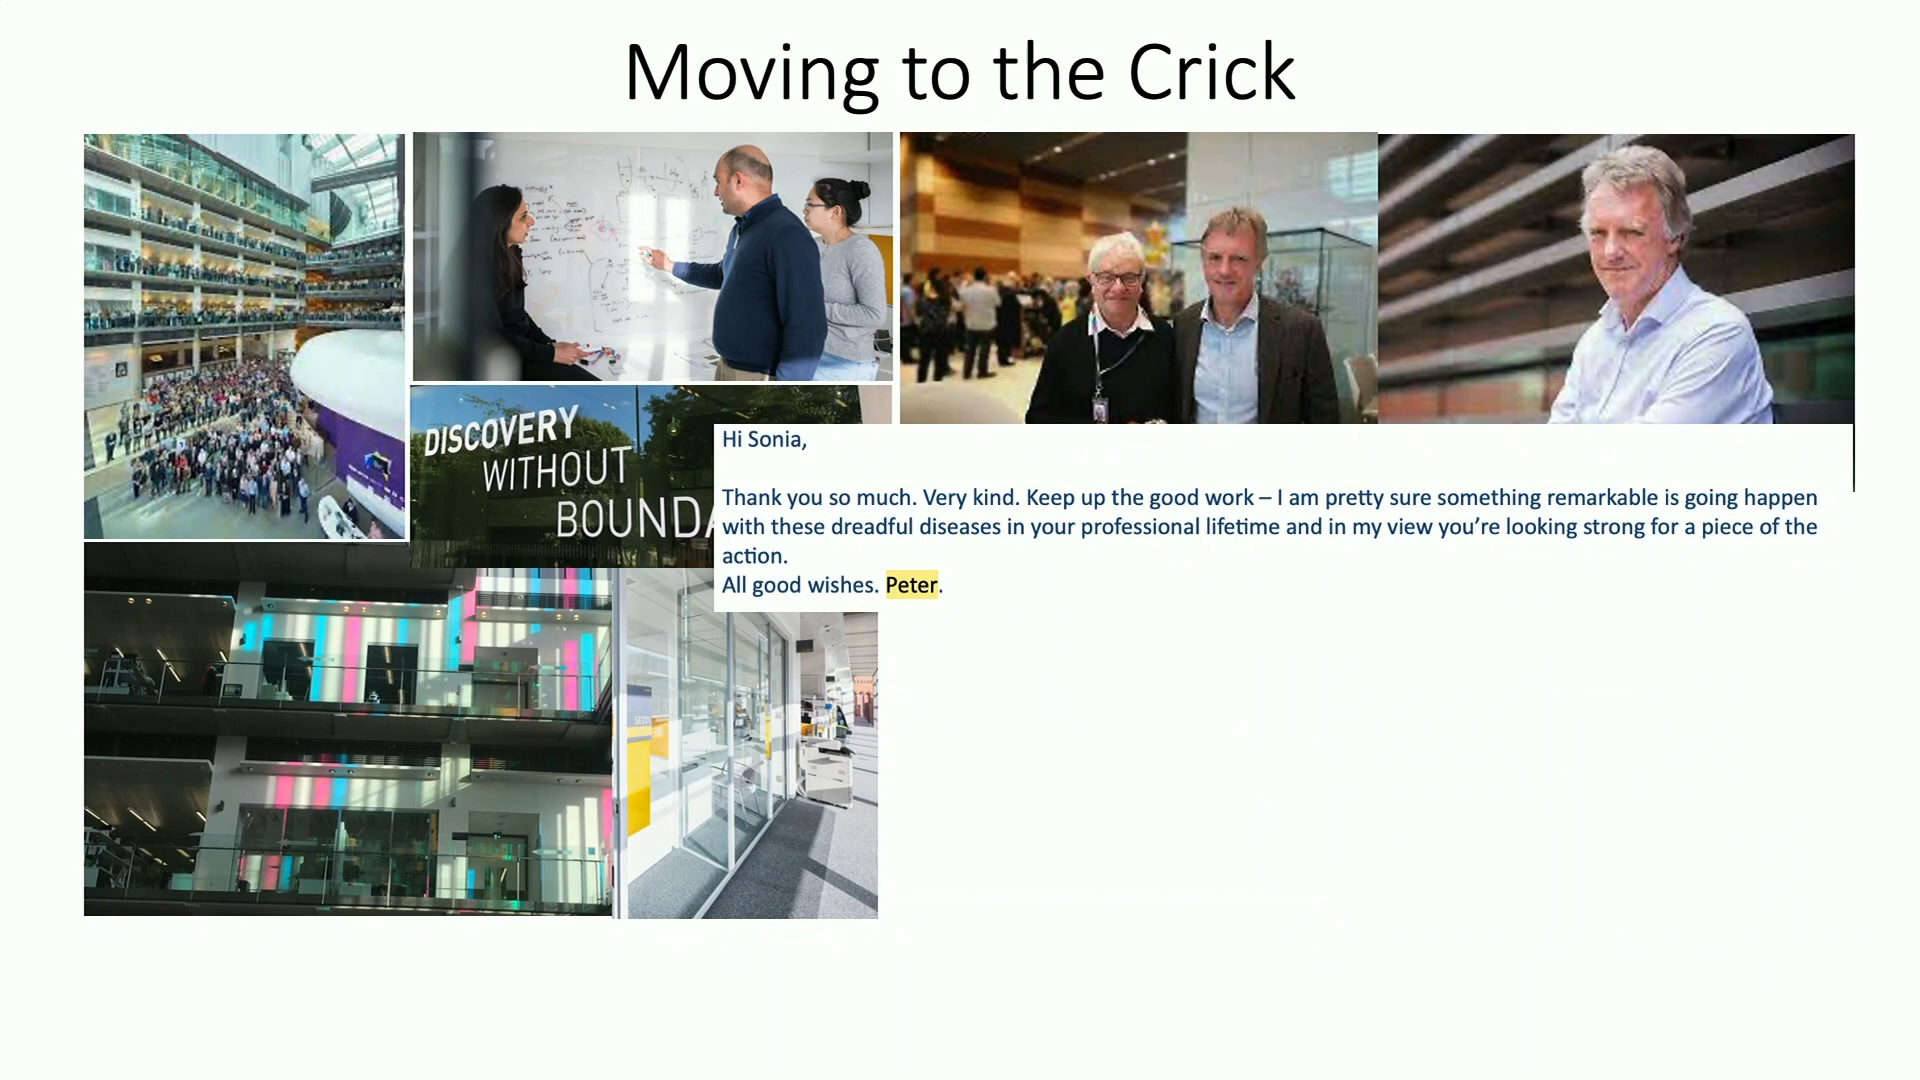 Moving to the Crick
DISCOVERY
WITHOUT
BOUNDA
Hi Sonia,
Thank you so much. Very kind. Keep up the good work – I am pretty sure something remarkable is going happen
with these dreadful diseases in your professional lifetime and in my view you’re looking strong for a piece of the
action.
All good wishes. Peter.